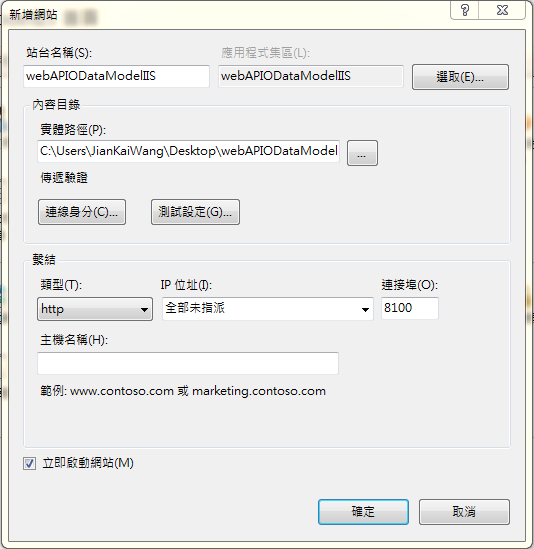 新增網站
站台名稱(S):
應用程式集區(L):
webAPIODataModelIIS
webAPIODataModelIIS
選取(E)...
內容目錄
實體路徑(P):
C:\Users\JianKaiWang\Desktop\webAPIODataModel
...
傳遞驗證
連線身分(C)...
測試設定(G)...
繫結
類型(T):
IP 位址(I):
連接埠(O):
http
全部未指派
8100
主機名稱(H):
範例: www.contoso.com 或 marketing.contoso.com
立即啟動網站(M)
確定
取消